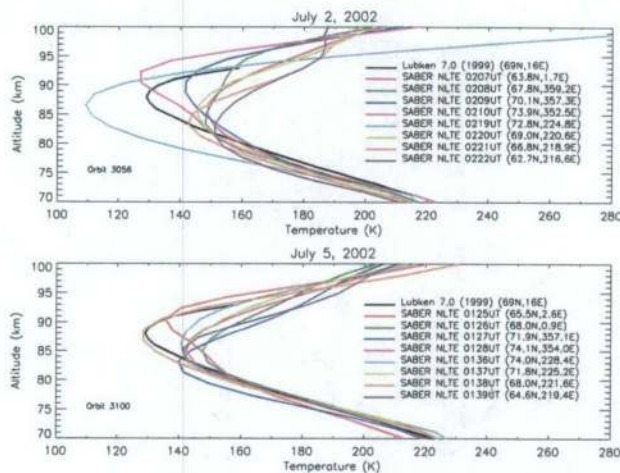 July 2, 2002
Altitude (km)
100
95
90
85
80
75
70
Lubken 7.0 (1999) (69N,16E)
SABER NLTE 0207UT (63.8N,1.7E)
SABER NLTE 0208UT (67.8N,359.2E)
SABER NLTE 0209UT (70.1N,357.3E)
SABER NLTE 0210UT (73.9N,352.5E)
SABER NLTE 0219UT (72.8N,224.8E)
SABER NLTE 0220UT (69.0N,220.6E)
SABER NLTE 0221UT (66.8N,218.9E)
SABER NLTE 0222UT (62.7N,216.6E)
Orbit 3056
100 120 140 160 180 200 220 240 260 280
Temperature (K)
July 5, 2002
Altitude (km)
100
95
90
85
80
75
70
Lubken 7.0 (1999) (69N,16E)
SABER NLTE 0125UT (65.5N,2.6E)
SABER NLTE 0126UT (68.0N,0.9E)
SABER NLTE 0127UT (71.9N,357.1E)
SABER NLTE 0128UT (74.1N,354.0E)
SABER NLTE 0136UT (74.0N,228.4E)
SABER NLTE 0137UT (71.8N,225.2E)
SABER NLTE 0138UT (68.0N,221.6E)
SABER NLTE 0139UT (64.6N,219.4E)
Orbit 3100
100 120 140 160 180 200 220 240 260 280
Temperature (K)